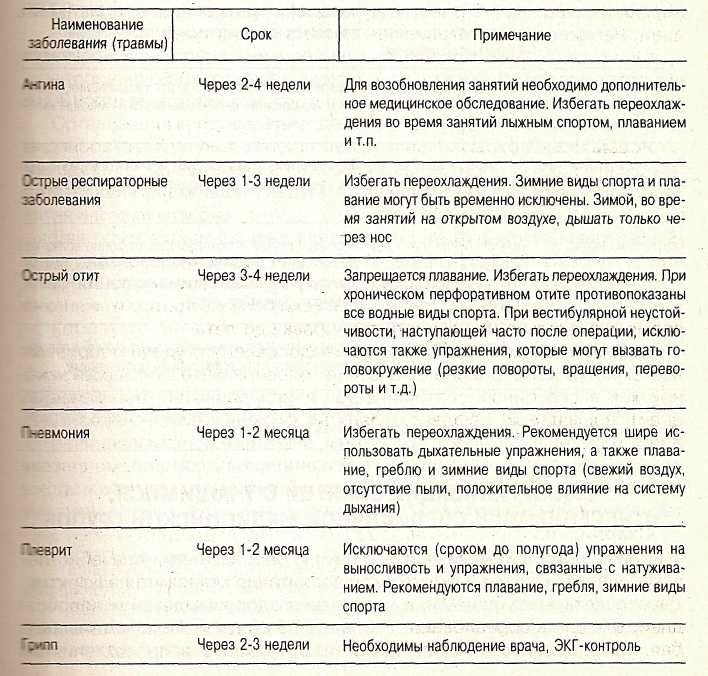 Наименование
заболевания (травмы)
Срок
Примечание
Ангина
Через 2-4 недели
Для возобновления занятий необходимо дополнитель-
ное медицинское обследование. Избегать переохлаж-
дения во время занятий лыжным спортом, плаванием
и т.п.
Острые респираторные
заболевания
Через 1-3 недели
Избегать переохлаждения. Зимние виды спорта и пла-
вание могут быть временно исключены. Зимой, во вре-
мя занятий на открытом воздухе, дышать только че-
рез нос
Острый отит
Через 3-4 недели
Запрещается плавание. Избегать переохлаждения. При
хроническом перфоративном отите противопоказаны
все водные виды спорта. При вестибулярной неустой-
чивости, наступающей часто после операции, исклю-
чаются также упражнения, которые могут вызвать го-
ловокружение (резкие повороты, вращения, перево-
роты и т.д.)
Пневмония
Через 1-2 месяца
Избегать переохлаждения. Рекомендуется шире ис-
пользовать дыхательные упражнения, а также плава-
ние, греблю и зимние виды спорта (свежий воздух,
отсутствие пыли, положительное влияние на систему
дыхания)
Плеврит
Через 1-2 месяца
Исключаются (сроком до полугода) упражнения на
выносливость и упражнения, связанные с натужива-
нием. Рекомендуются плавание, гребля, зимние виды
спорта
Грипп
Через 2-3 недели
Необходимы наблюдение врача, ЭКГ-контроль